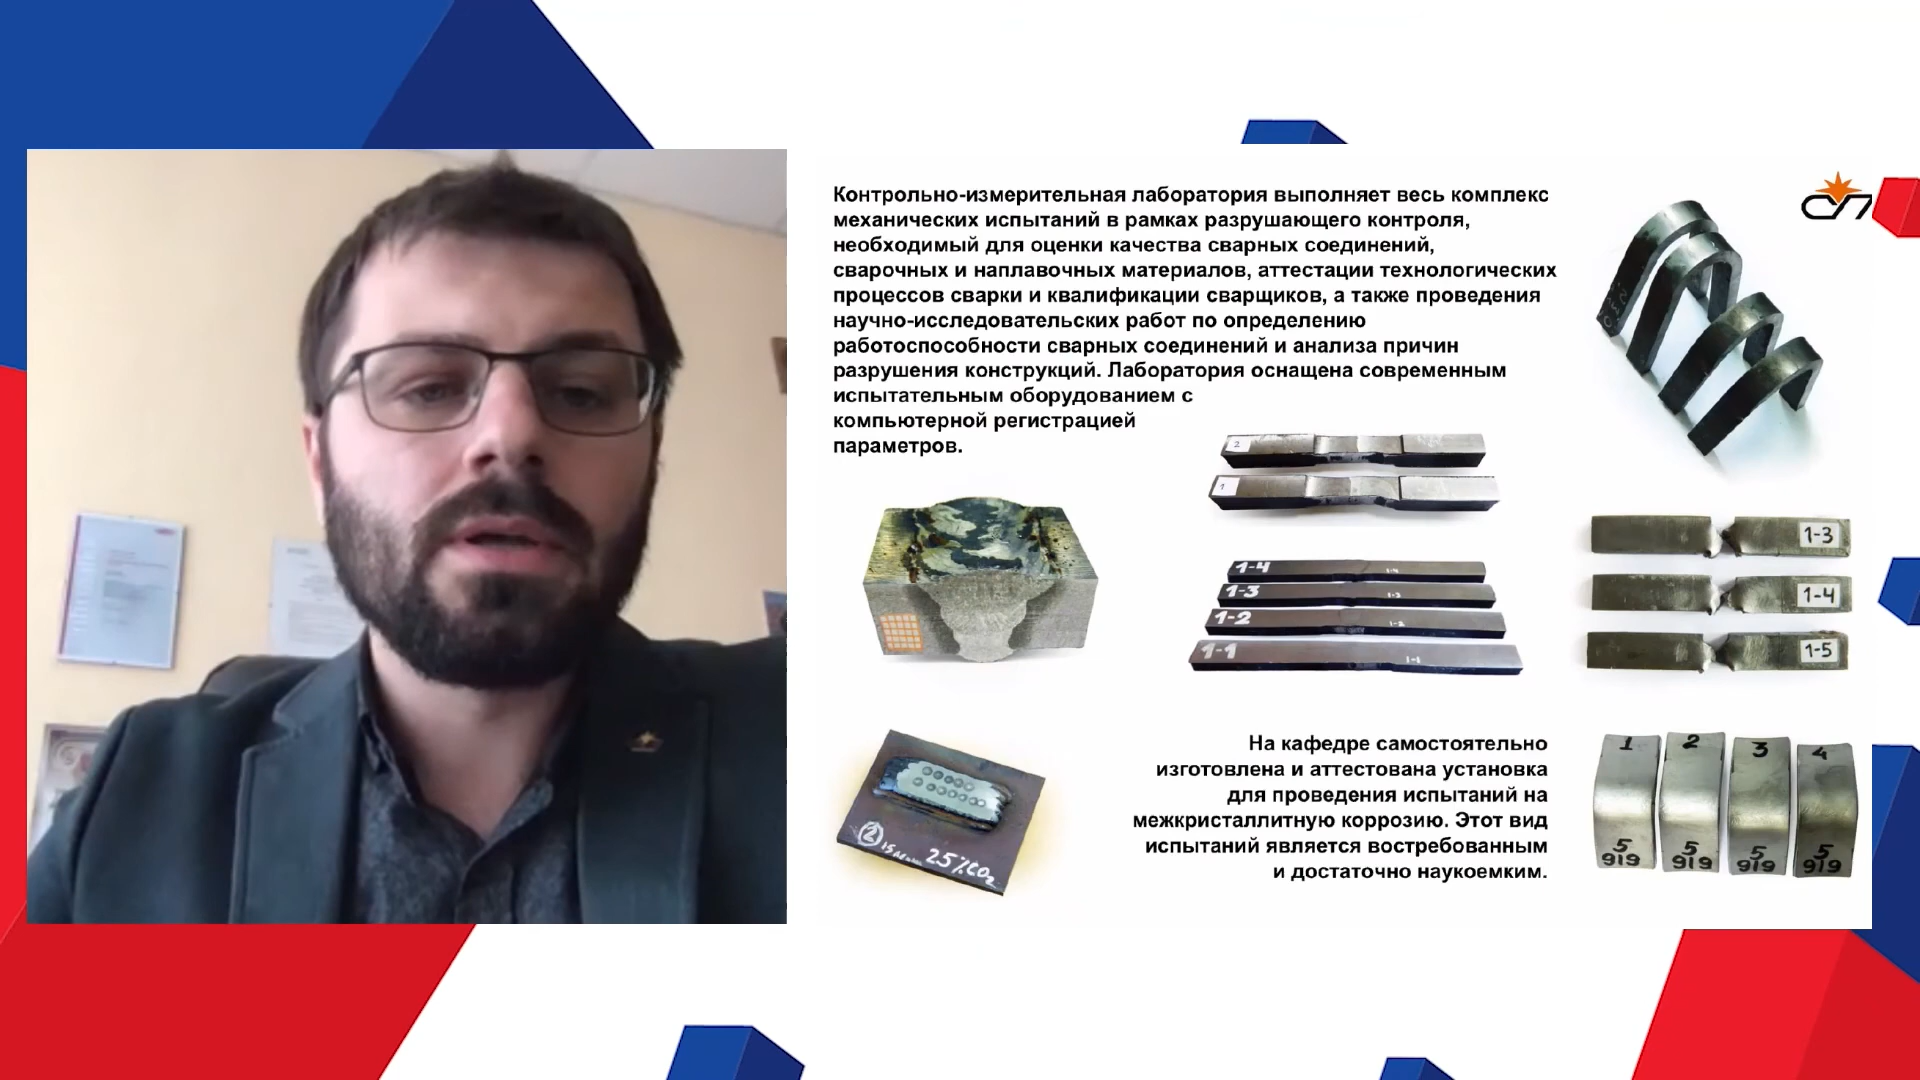 Контрольно-измерительная лаборатория выполняет весь комплекс
механических испытаний в рамках разрушающего контроля,
необходимый для оценки качества сварных соединений,
сварочных и наплавочных материалов, аттестации технологических
процессов сварки и квалификации сварщиков, а также проведения
научно-исследовательских работ по определению
работоспособности сварных соединений и анализа причин
разрушения конструкций. Лаборатория оснащена современным
испытательным оборудованием с
компьютерной регистрацией
параметров.
СП
2
1
1-4
1-3
1-2
1-1
1-3
1-4
1-5
2
25%CO₂
На кафедре самостоятельно
изготовлена и аттестована установка
для проведения испытаний на
межкристаллитную коррозию. Этот вид
испытаний является востребованным
и достаточно наукоемким.
1 2 3 4
5 5 5 5
919 919 919 919